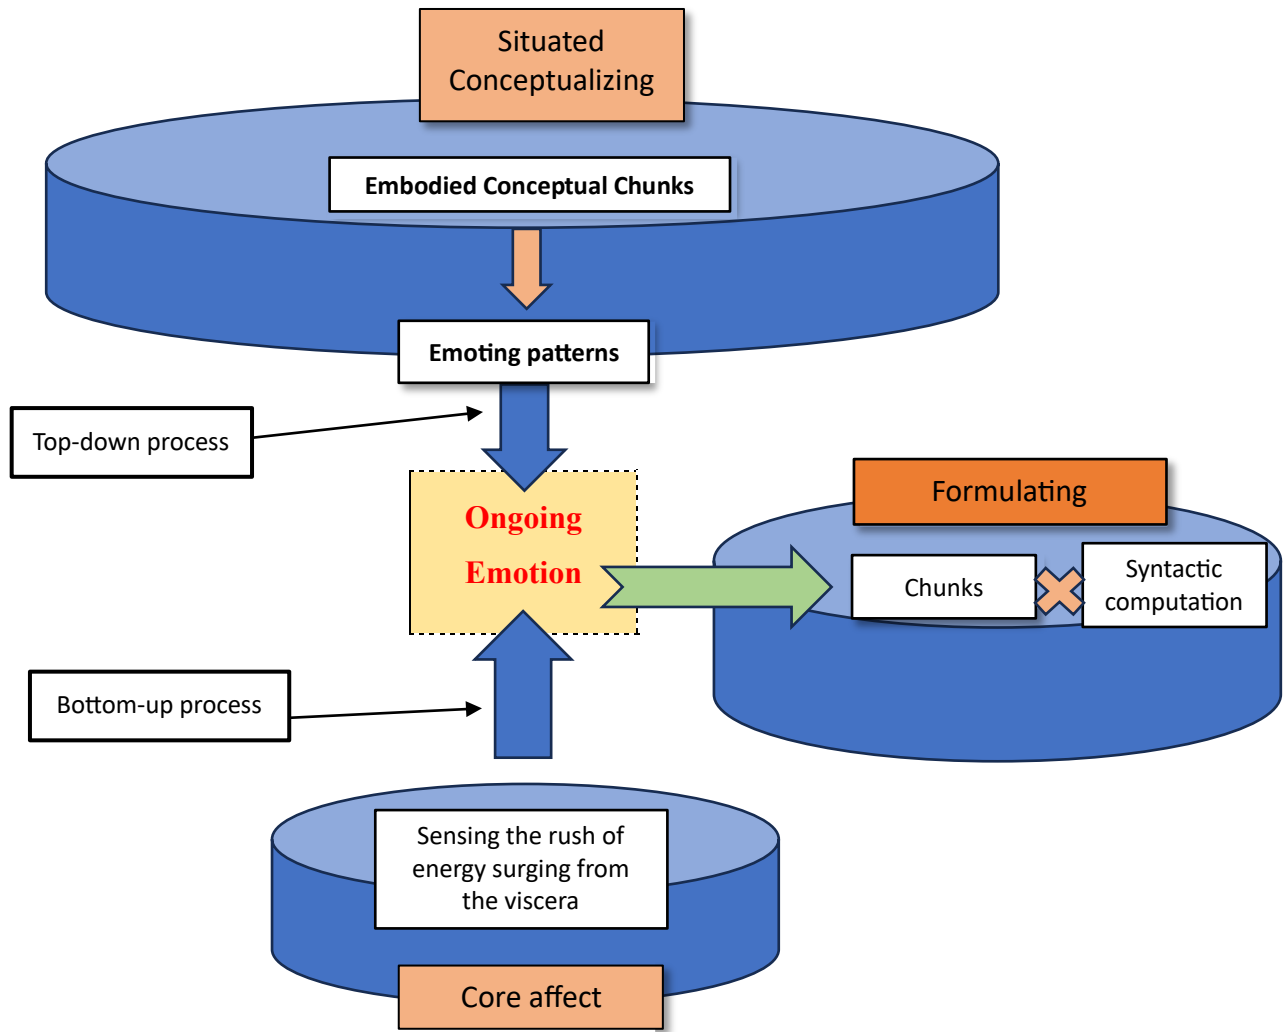 Situated
Conceptualizing
Embodied Conceptual Chunks
Emoting patterns
Top-down process
Ongoing
Emotion
Formulating
Chunks
Syntactic
computation
Bottom-up process
Sensing the rush of
energy surging from
the viscera
Core affect